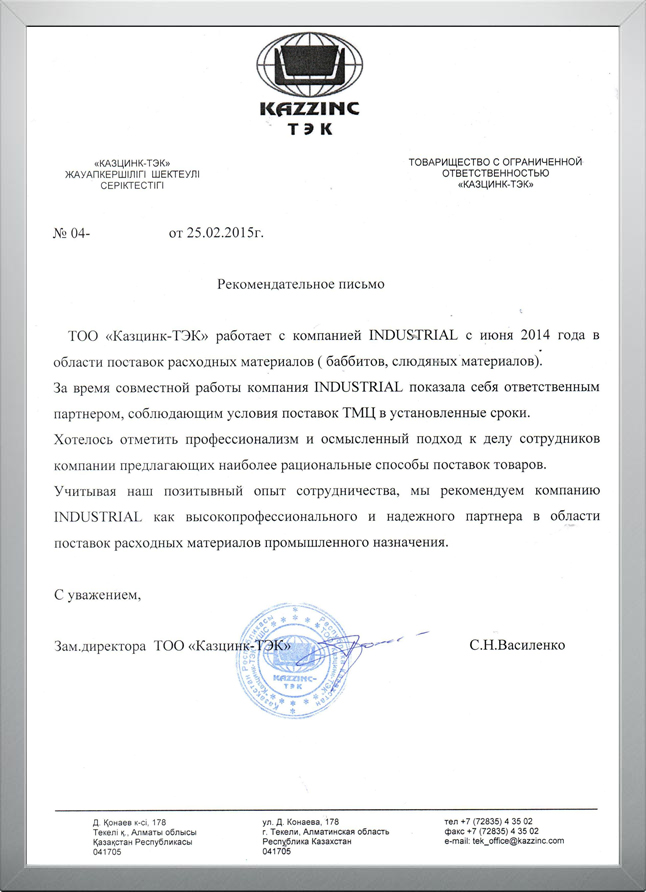 KAZZINC
ТЭК
«КАЗЦИНК-ТЭК»
ЖАУАПКЕРШІЛІГІ ШЕКТЕУЛІ
СЕРІКТЕСТІГІ
ТОВАРИЩЕСТВО С ОГРАНИЧЕННОЙ
ОТВЕТСТВЕННОСТЬЮ
«КАЗЦИНК-ТЭК»
№ 04- от 25.02.2015г.
Рекомендательное письмо
ТОО «Казцинк-ТЭК» работает с компанией INDUSTRIAL с июня 2014 года в
области поставок расходных материалов ( баббитов, слюдяных материалов).
За время совместной работы компания INDUSTRIAL показала себя ответственным
партнером, соблюдающим условия поставок ТМЦ в установленные сроки.
Хотелось отметить профессионализм и осмысленный подход к делу сотрудников
компании предлагающих наиболее рациональные способы поставок товаров.
Учитывая наш позитывный опыт сотрудничества, мы рекомендуем компанию
INDUSTRIAL как высокопрофессионального и надежного партнера в области
поставок расходных материалов промышленного назначения.
С уважением,
Зам.директора ТОО «Казцинк-ТЭК» С.Н.Василенко
KAZZINC-
ТЭК
Д. Қонаев к-сі, 178
Текелі қ., Алматы облысы
Қазақстан Республикасы
041705
ул. Д. Конаева, 178
г. Текели, Алматинская область
Республика Казахстан
041705
тел +7 (72835) 4 35 02
факс +7 (72835) 4 35 02
e-mail: tek_office@kazzinc.com